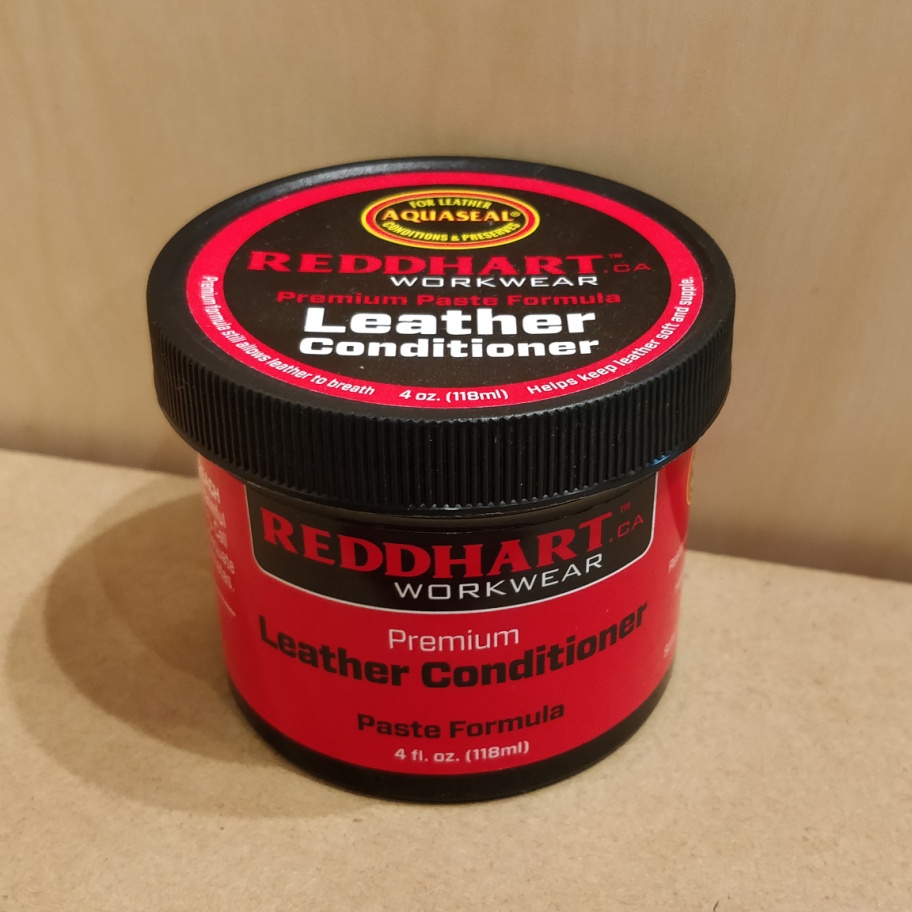 FOR LEATHER
AQUASEAL®
CONDITIONS & PRESERVES
REDDHART™.CA
WORKWEAR
Premium Paste Formula
Leather
Conditioner
Premium formula still allows leather to breath
4 oz. (118ml)
Helps keep leather soft and supple.
REDDHART™.CA
WORKWEAR
Premium
Leather Conditioner
Paste Formula
4 fl. oz. (118ml)